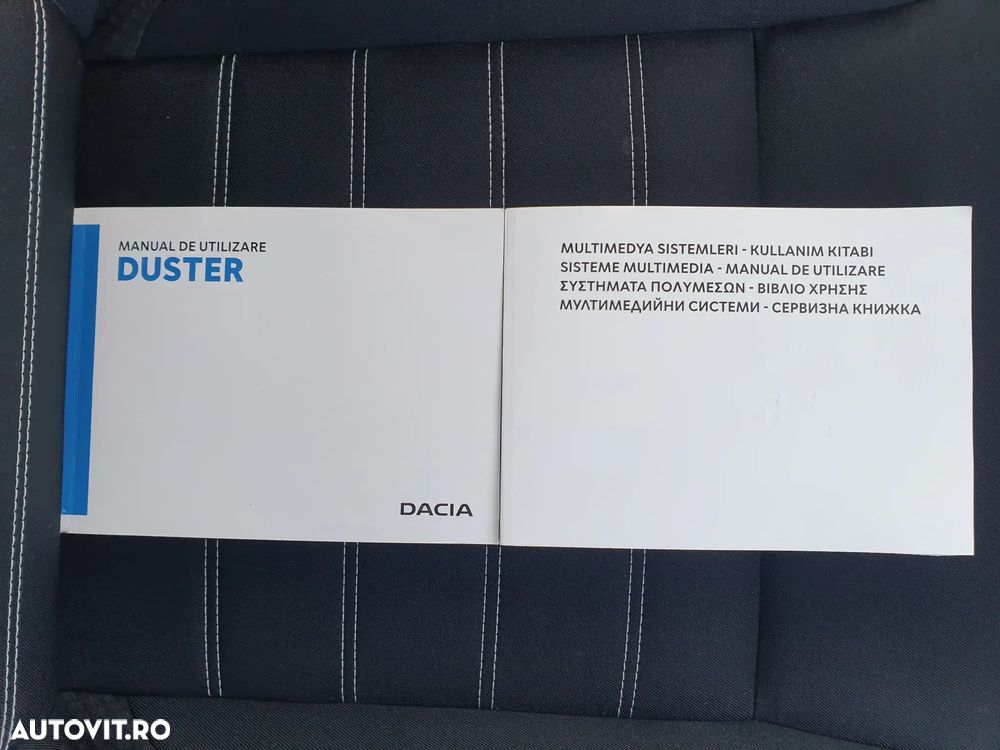 MANUAL DE UTILIZARE
DUSTER
DACIA
MULTIMEDYA SISTEMLERI - KULLANIM KITABI
SISTEME MULTIMEDIA - MANUAL DE UTILIZARE
ΣΥΣΤΗΜΑΤΑ ΠΟΛΥΜΕΣΩΝ - ΒΙΒΛΙΟ ΧΡΗΣΗΣ
МУЛТИМЕДИЙНИ СИСТЕМИ - СЕРВИЗНА КНИЖКА
AUTOVIT.RO